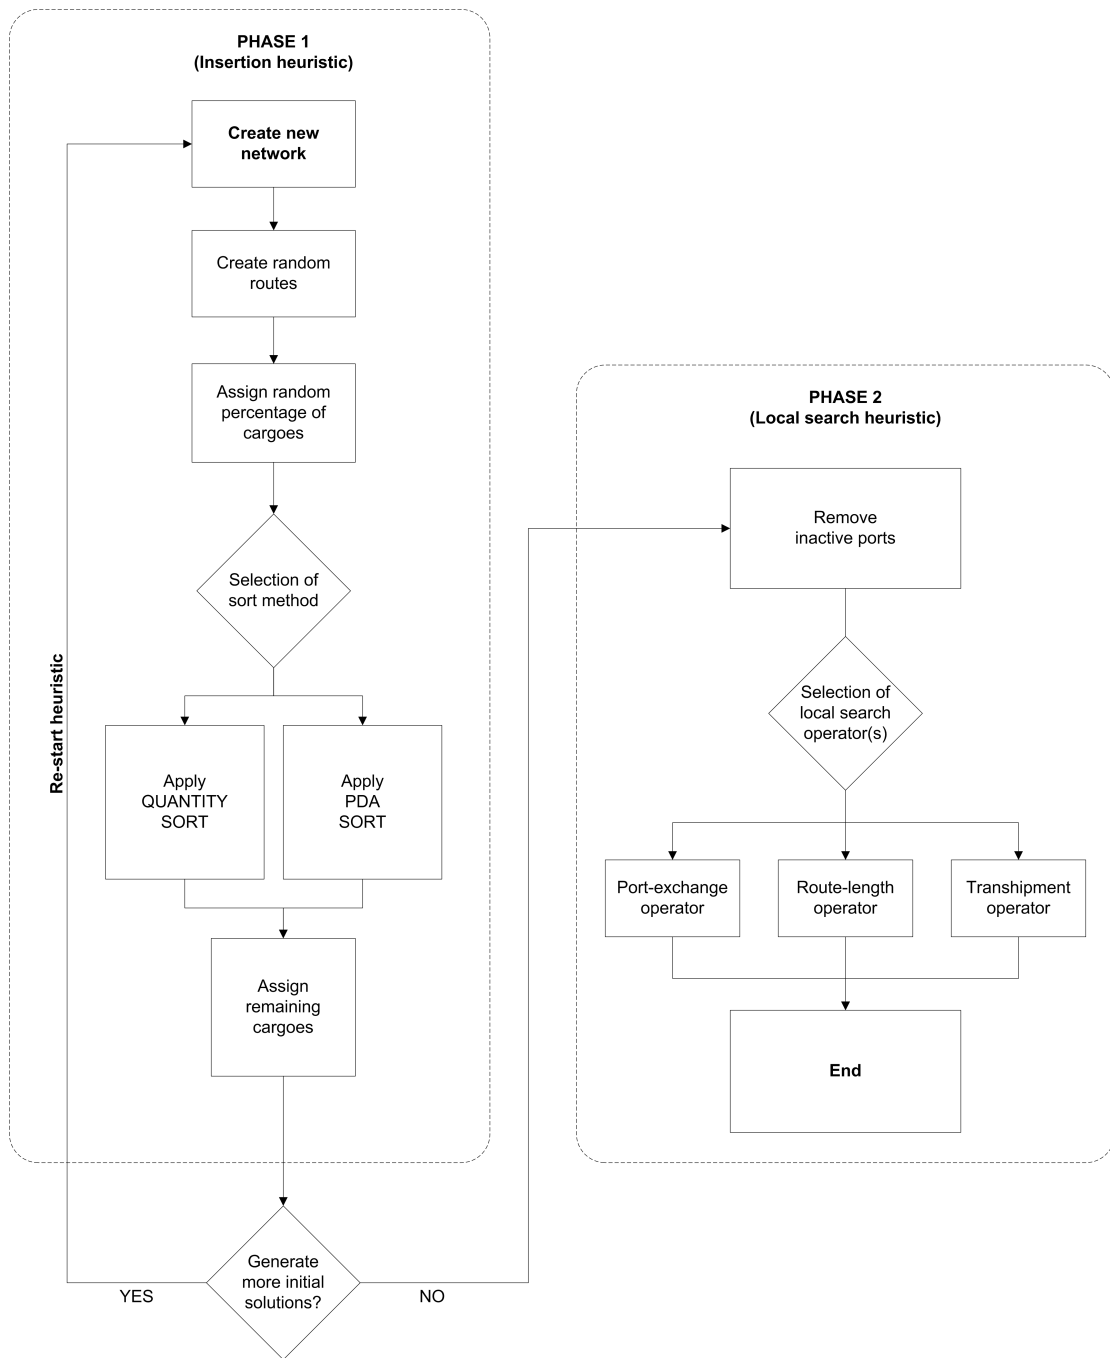 PHASE 1
(Insertion heuristic)
Create new
network
Create random
routes
Assign random
percentage of
cargoes
Selection of
sort method
Re-start heuristic
Apply
QUANTITY
SORT
Apply
PDA
SORT
Assign
remaining
cargoes
Generate
more initial
solutions?
YES
NO
PHASE 2
(Local search heuristic)
Remove
inactive ports
Selection of
local search
operator(s)
Port-exchange
operator
Route-length
operator
Transhipment
operator
End